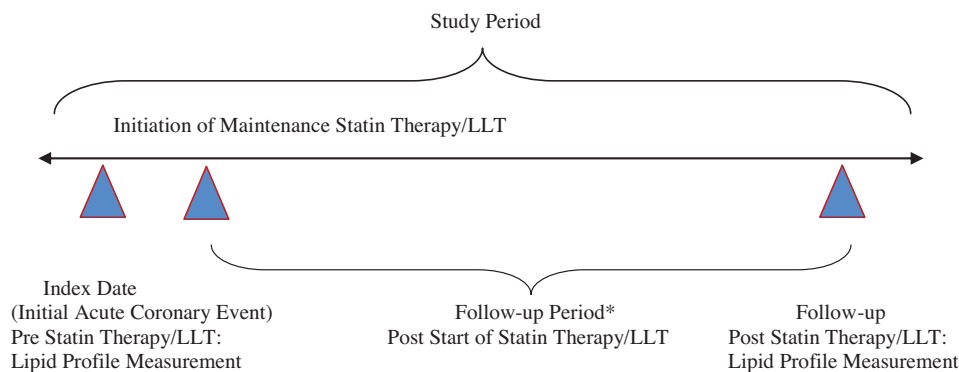 Study Period
Initiation of Maintenance Statin Therapy/LLT
Index Date
(Initial Acute Coronary Event)
Pre Statin Therapy/LLT:
Lipid Profile Measurement
Follow-up Period*
Post Start of Statin Therapy/LLT
Follow-up
Post Statin Therapy/LLT:
Lipid Profile Measurement